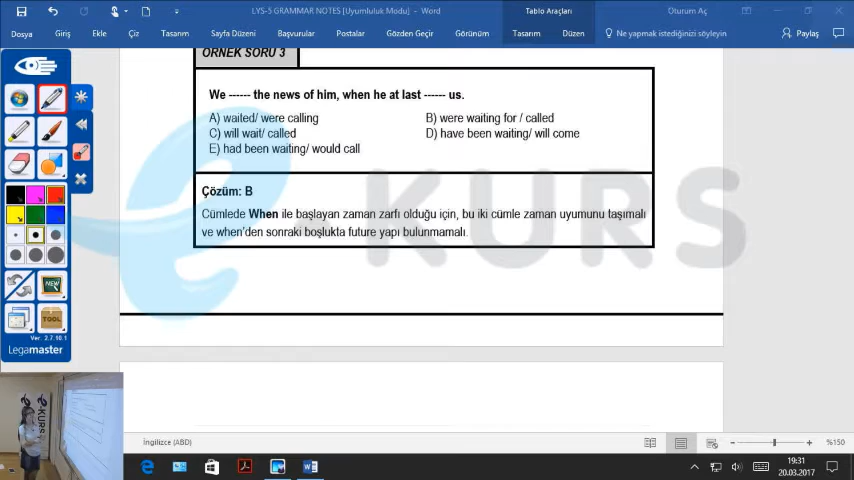 LYS-5 GRAMMAR NOTES [Uyumluluk Modu] - Word
Tablo Araçları
Oturum Aç
Dosya Giriş Ekle Çiz Tasarım Sayfa Düzeni Başvurular Postalar Gözden Geçir Görünüm Tasarım Düzen Ne yapmak istediğinizi söyleyin Paylaş
ÖRNEK SORU 3
We ------ the news of him, when he at last ------ us.
A) waited/ were calling
B) were waiting for / called
C) will wait/ called
D) have been waiting/ will come
E) had been waiting/ would call
Çözüm: B
Cümlede When ile başlayan zaman zarfı olduğu için, bu iki cümle zaman uyumunu taşımalı
ve when'den sonraki boşlukta future yapı bulunmamalı.
e KURS
NEW
TOOL
Ver. 2.7.10.1
Legamaster
e-KURS
İngilizce (ABD)
%150
19:31
20.03.2017